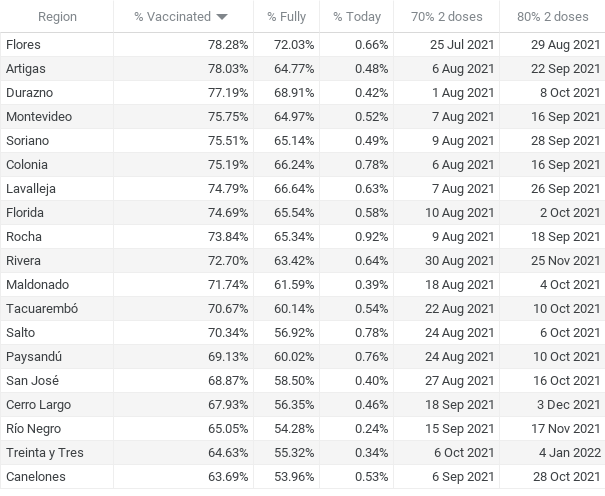 Region % Vaccinated % Fully % Today 70% 2 doses 80% 2 doses
Flores 78.28% 72.03% 0.66% 25 Jul 2021 29 Aug 2021
Artigas 78.03% 64.77% 0.48% 6 Aug 2021 22 Sep 2021
Durazno 77.19% 68.91% 0.42% 1 Aug 2021 8 Oct 2021
Montevideo 75.75% 64.97% 0.52% 7 Aug 2021 16 Sep 2021
Soriano 75.51% 65.14% 0.49% 9 Aug 2021 28 Sep 2021
Colonia 75.19% 66.24% 0.78% 6 Aug 2021 16 Sep 2021
Lavalleja 74.79% 66.64% 0.63% 7 Aug 2021 26 Sep 2021
Florida 74.69% 65.54% 0.58% 10 Aug 2021 2 Oct 2021
Rocha 73.84% 65.34% 0.92% 9 Aug 2021 18 Sep 2021
Rivera 72.70% 63.42% 0.64% 30 Aug 2021 25 Nov 2021
Maldonado 71.74% 61.59% 0.39% 18 Aug 2021 4 Oct 2021
Tacuarembó 70.67% 60.14% 0.54% 22 Aug 2021 10 Oct 2021
Salto 70.34% 56.92% 0.78% 24 Aug 2021 6 Oct 2021
Paysandú 69.13% 60.02% 0.76% 24 Aug 2021 10 Oct 2021
San José 68.87% 58.50% 0.40% 27 Aug 2021 16 Oct 2021
Cerro Largo 67.93% 56.35% 0.46% 18 Sep 2021 3 Dec 2021
Río Negro 65.05% 54.28% 0.24% 15 Sep 2021 17 Nov 2021
Treinta y Tres 64.63% 55.32% 0.34% 6 Oct 2021 4 Jan 2022
Canelones 63.69% 53.96% 0.53% 6 Sep 2021 28 Oct 2021